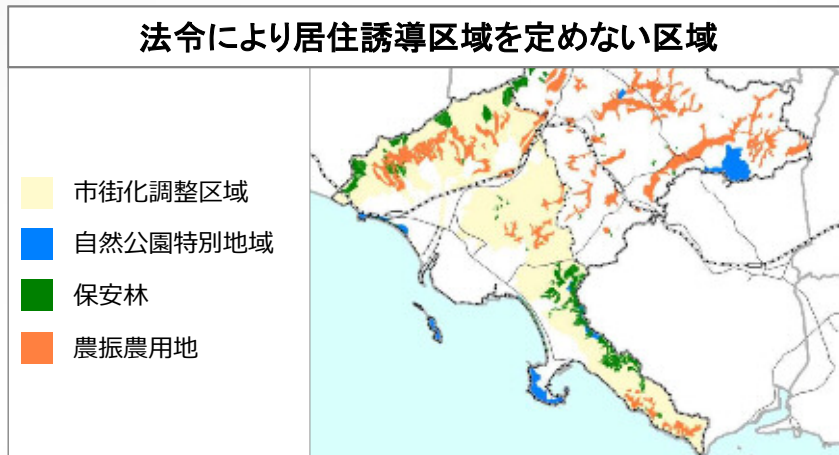 法令により居住誘導区域を定めない区域
市街化調整区域
自然公園特別地域
保安林
農振農用地